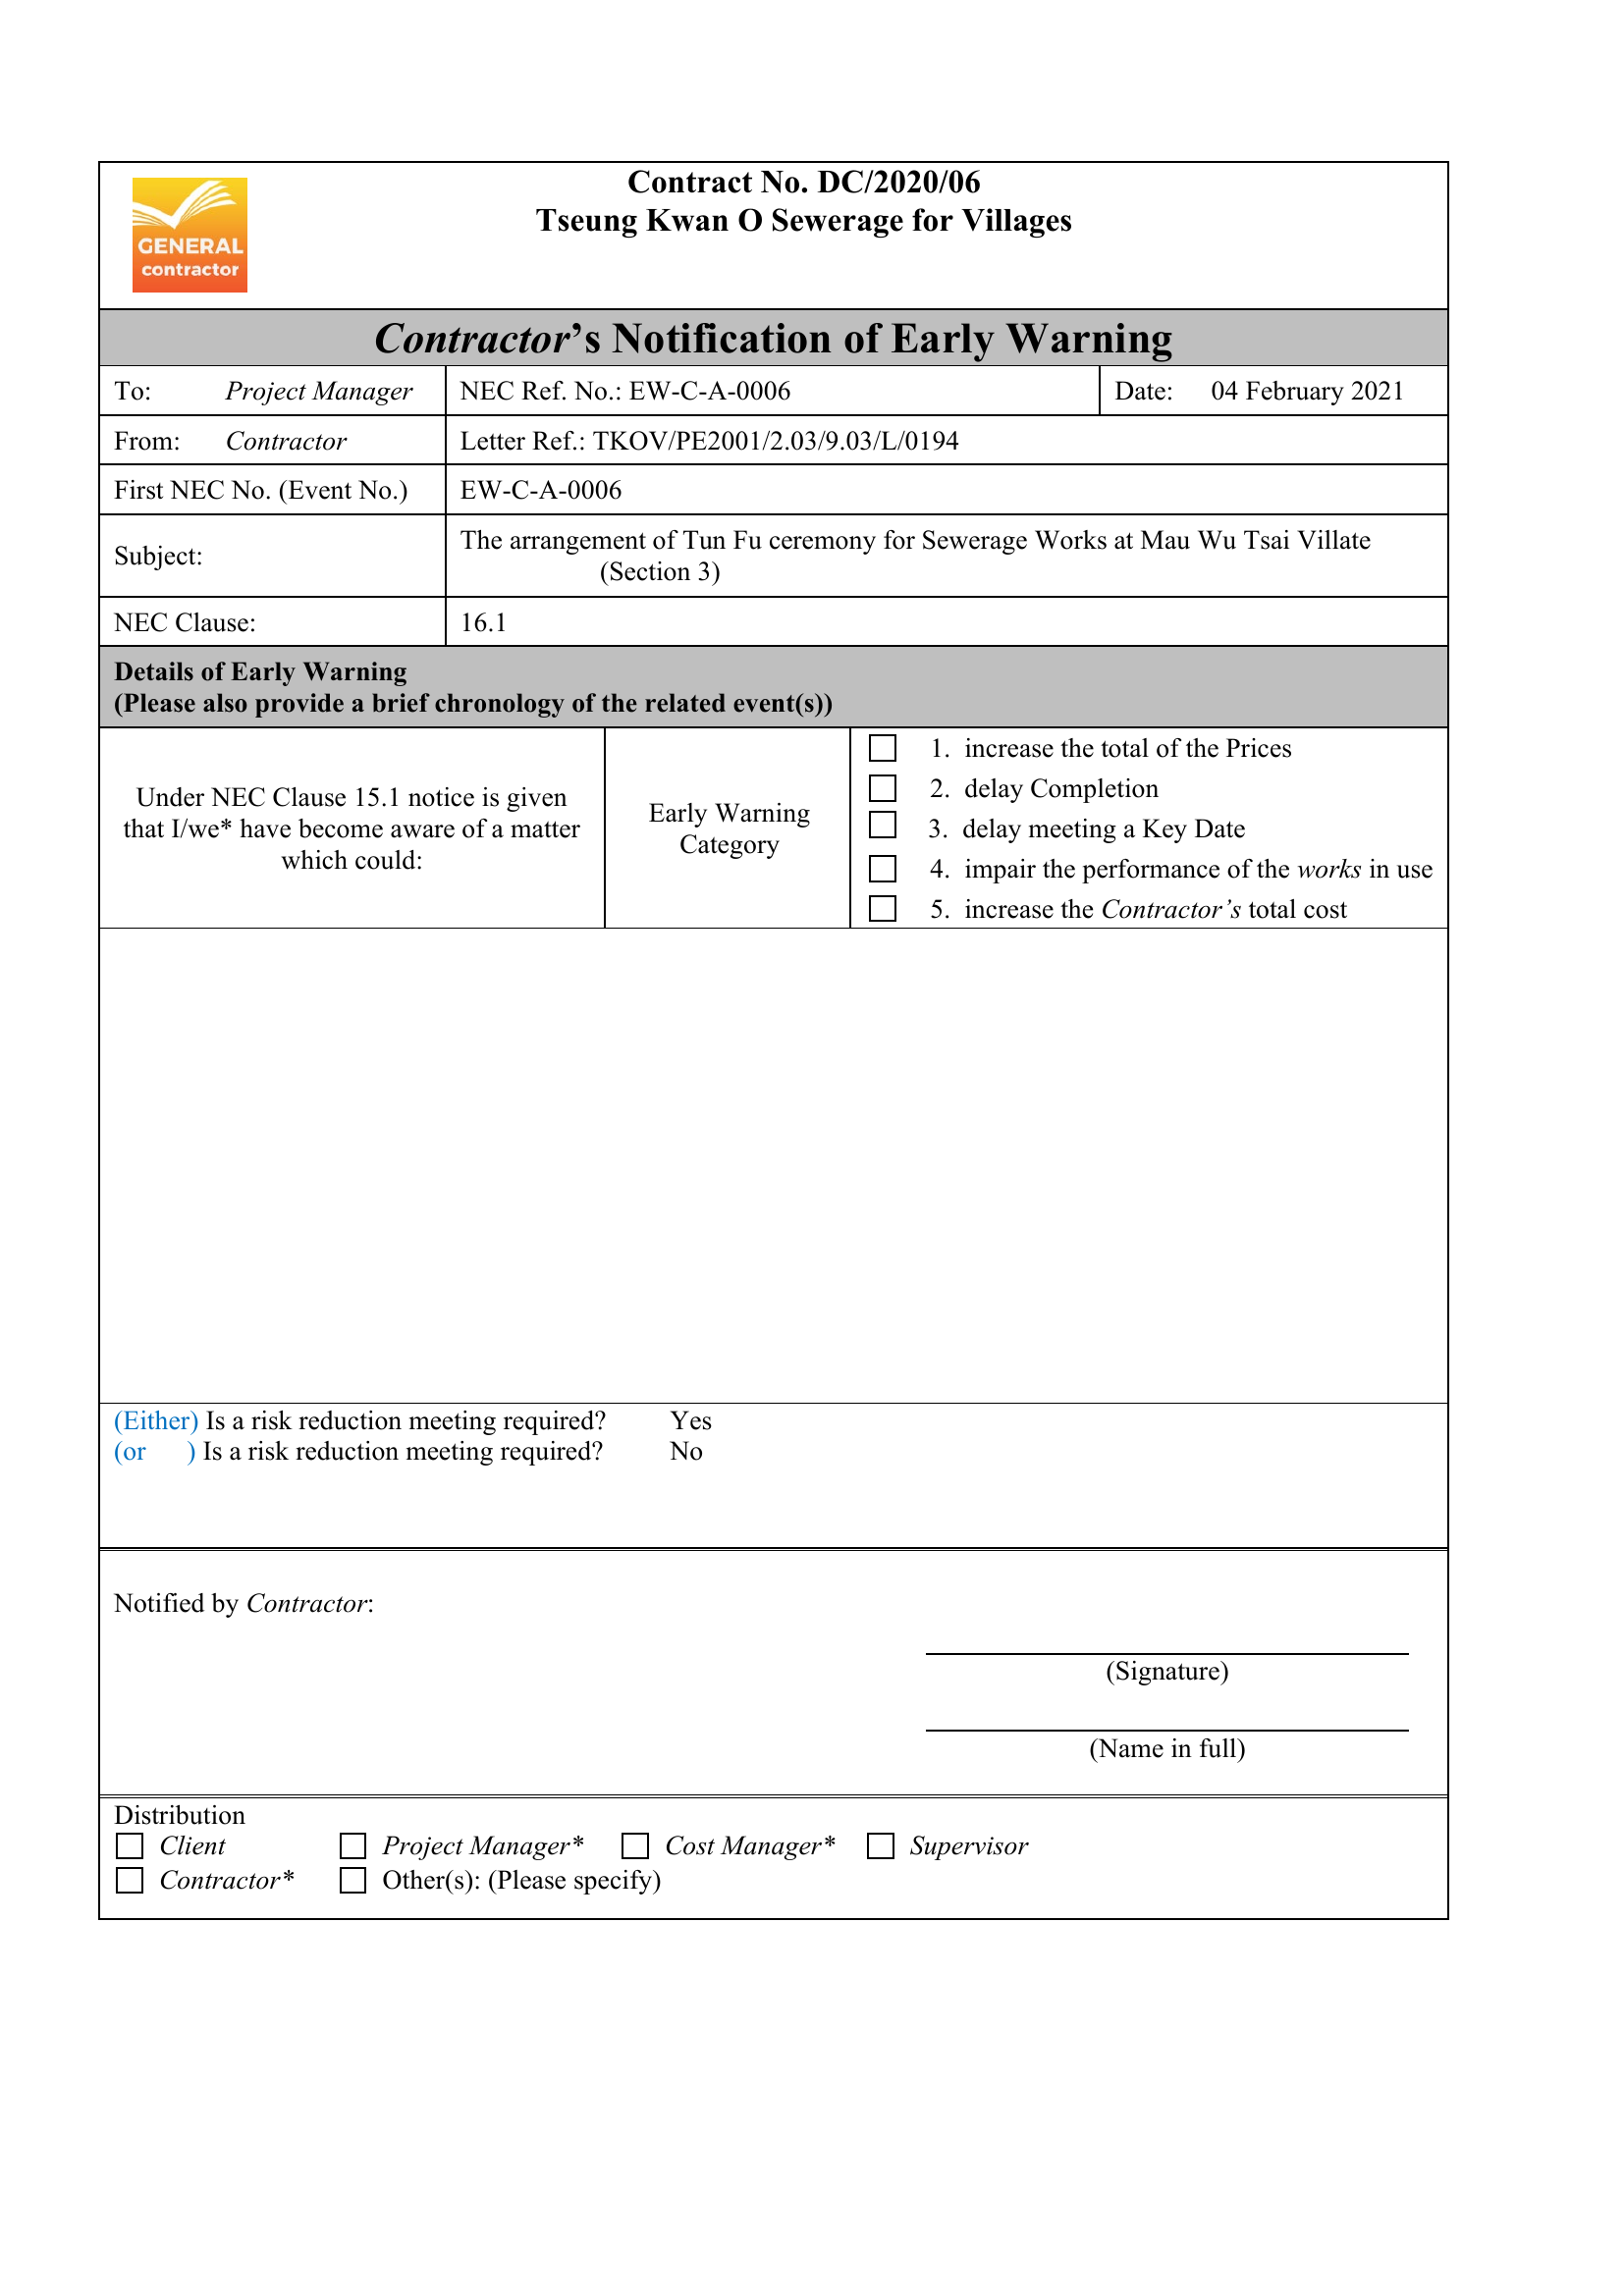 GENERAL
contractor
Contract No. DC/2020/06
Tseung Kwan O Sewerage for Villages
Contractor’s Notification of Early Warning
To: Project Manager NEC Ref. No.: EW-C-A-0006 Date: 04 February 2021
From: Contractor Letter Ref.: TKOV/PE2001/2.03/9.03/L/0194
First NEC No. (Event No.) EW-C-A-0006
Subject: The arrangement of Tun Fu ceremony for Sewerage Works at Mau Wu Tsai Villate
(Section 3)
NEC Clause: 16.1
Details of Early Warning
(Please also provide a brief chronology of the related event(s))
Under NEC Clause 15.1 notice is given
that I/we* have become aware of a matter
which could:
Early Warning
Category
1. increase the total of the Prices
2. delay Completion
3. delay meeting a Key Date
4. impair the performance of the works in use
5. increase the Contractor’s total cost
(Either) Is a risk reduction meeting required? Yes
(or ) Is a risk reduction meeting required? No
Notified by Contractor:
(Signature)
(Name in full)
Distribution
Client Project Manager* Cost Manager* Supervisor
Contractor* Other(s): (Please specify)